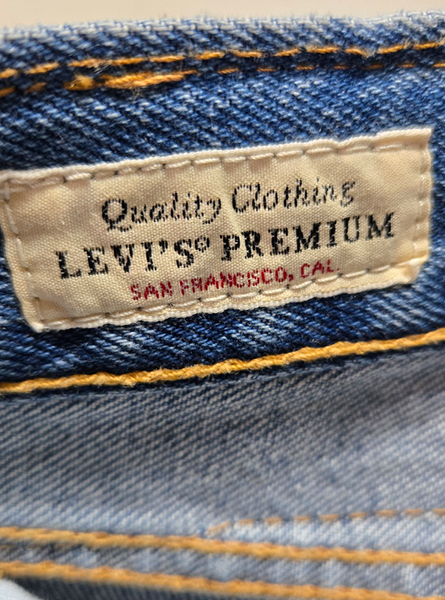 Quality Clothing
LEVI'S® PREMIUM
SAN FRANCISCO, CAL.